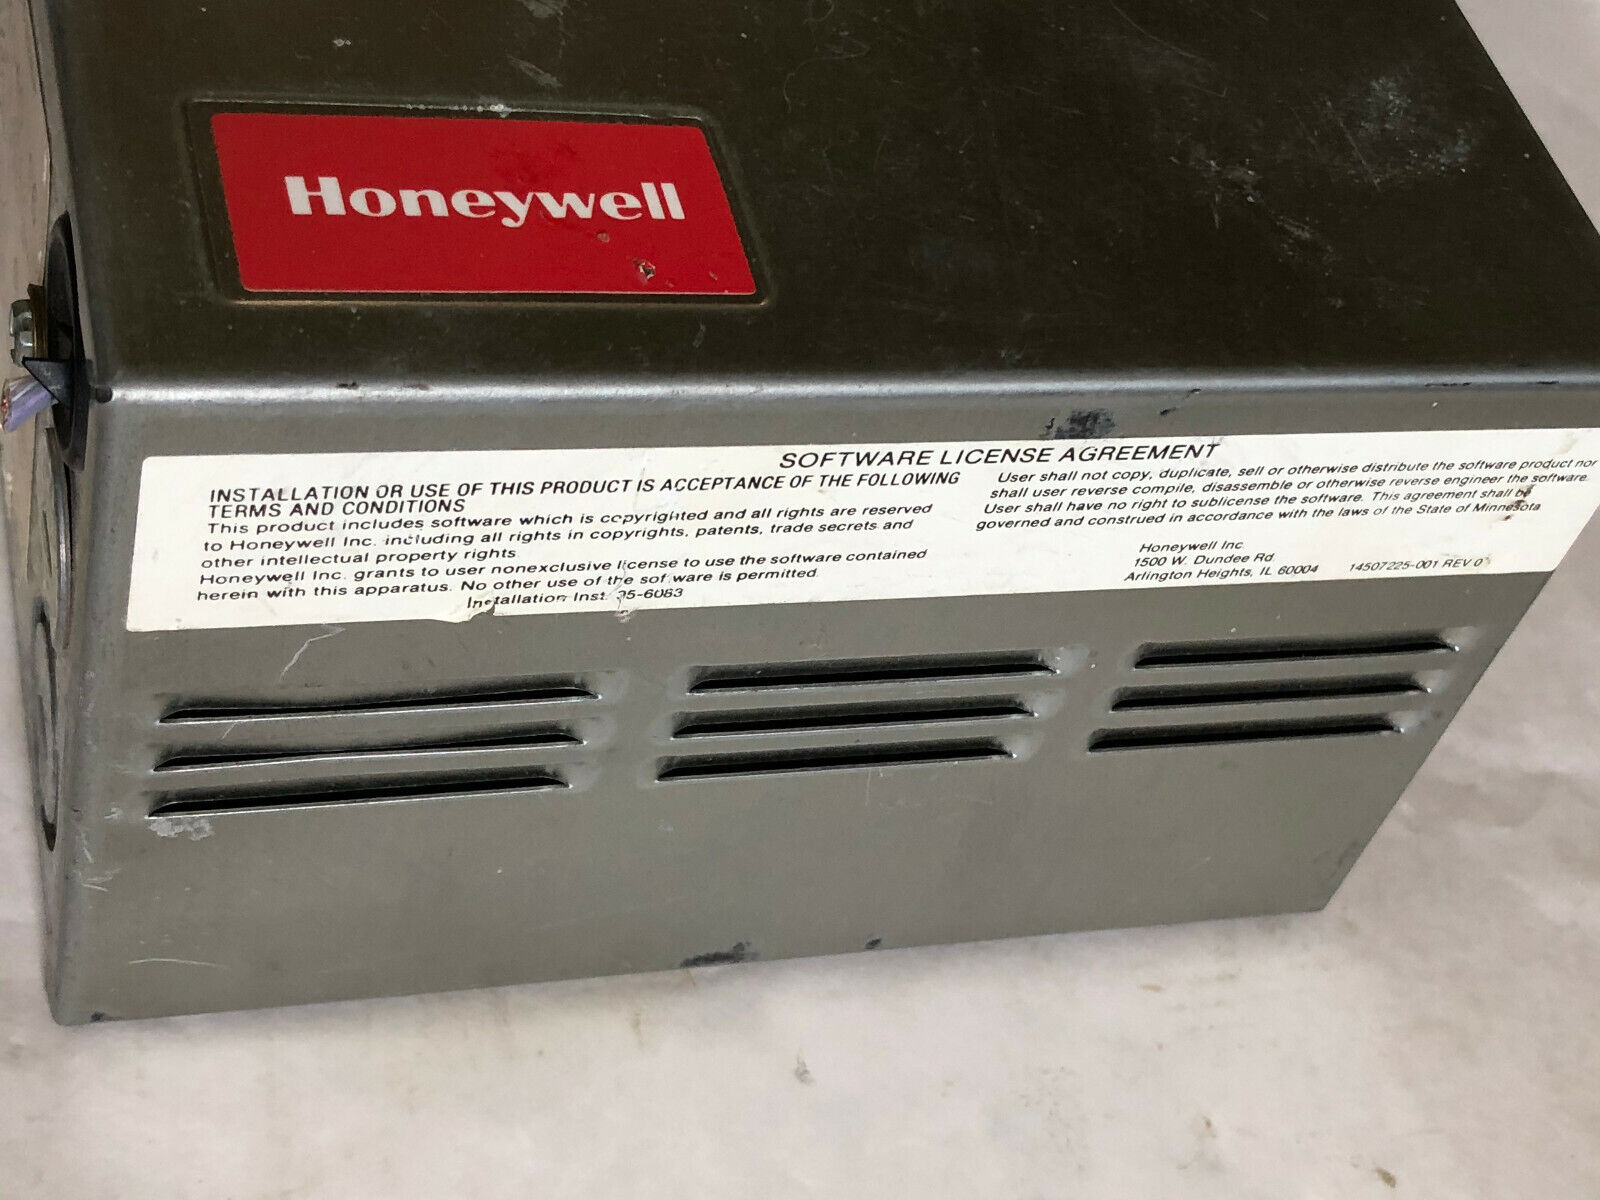 Honeywell
SOFTWARE LICENSE AGREEMENT
INSTALLATION OR USE OF THIS PRODUCT IS ACCEPTANCE OF THE FOLLOWING
TERMS AND CONDITIONS
This product includes software which is copyrighted and all rights are reserved
to Honeywell Inc. including all rights in copyrights, patents, trade secrets and
other intellectual property rights.
Honeywell Inc. grants to user nonexclusive license to use the software contained
herein with this apparatus. No other use of the software is permitted.
Installation Inst.
User shall not copy, duplicate, sell or otherwise distribute the software product nor
shall user reverse compile, disassemble or otherwise reverse engineer the software.
User shall have no right to sublicense the software. This agreement shall be
governed and construed in accordance with the laws of the State of Minnesota
Honeywell Inc.
1500 W. Dundee Rd.
Arlington Heights, IL 60004
14507225-001 REV